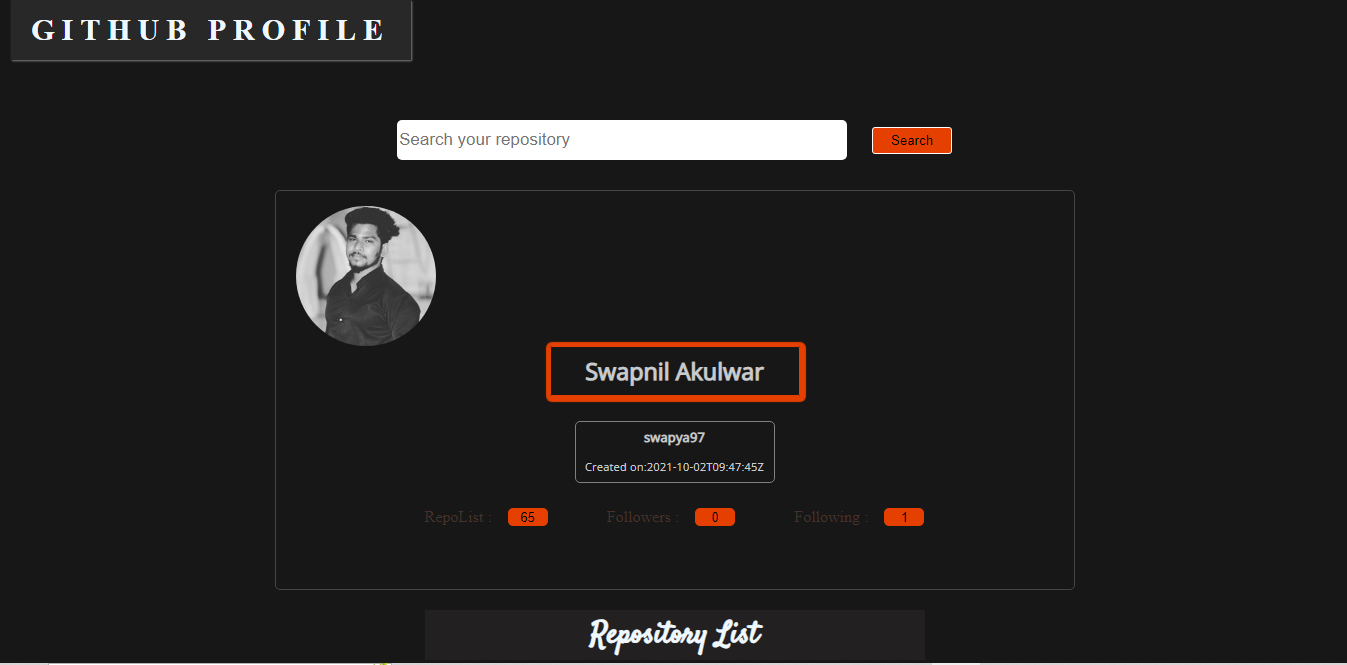 GITHUB PROFILE
Search your repository
Search
Swapnil Akulwar
swapya97
Created on:2021-10-02T09:47:45Z
RepoList : 65 Followers : 0 Following : 1
Repository List